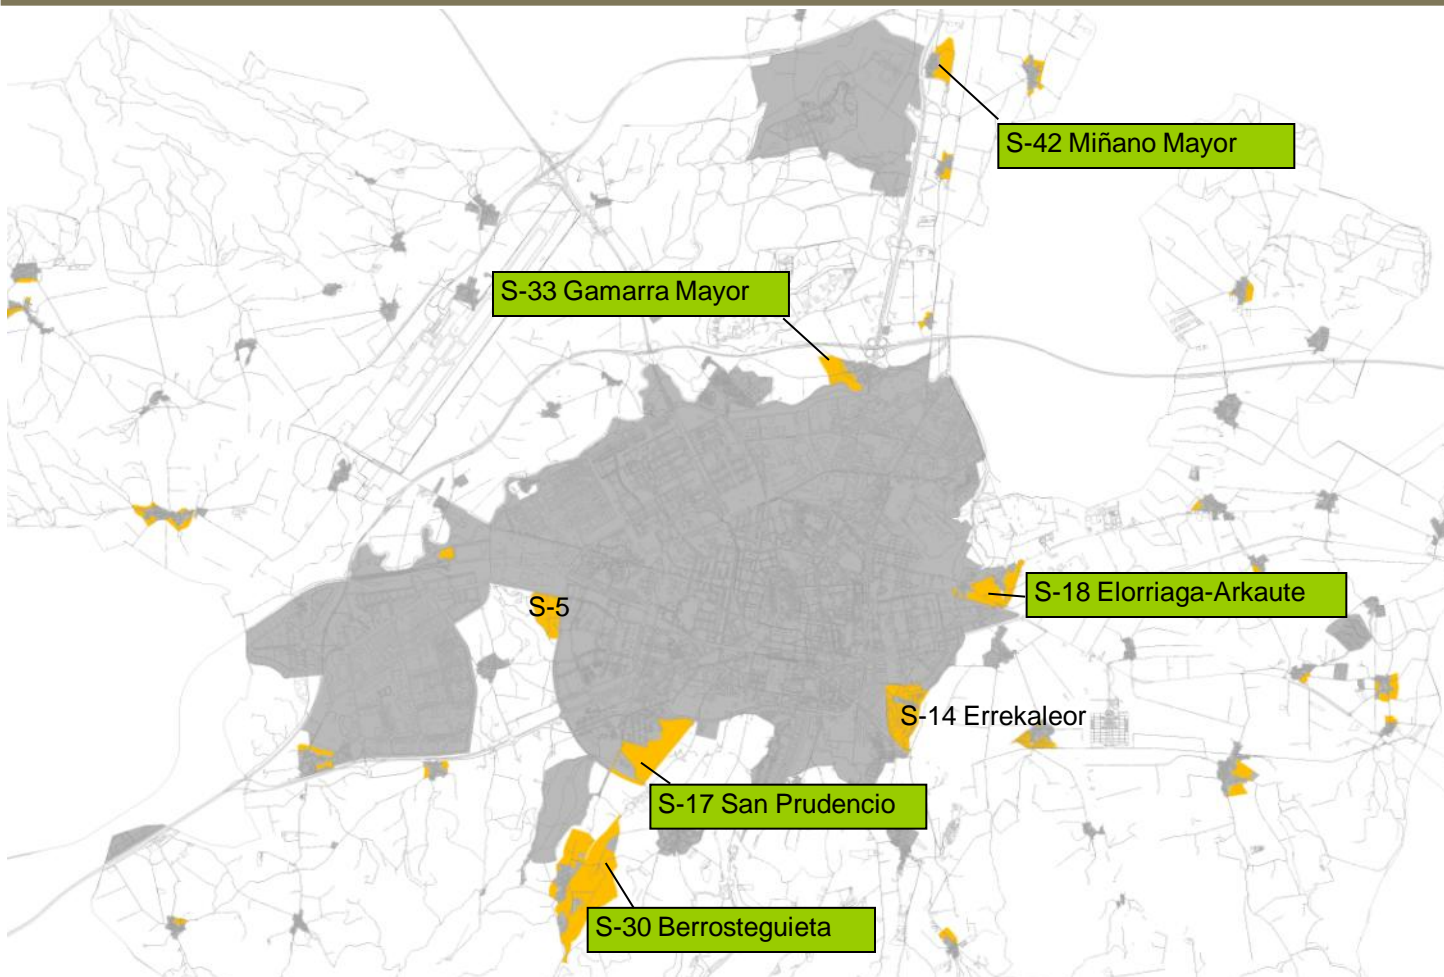 S-42 Miñano Mayor
S-33 Gamarra Mayor
S-18 Elorriaga-Arkaute
S-5
S-14 Errekaleor
S-17 San Prudencio
S-30 Berrosteguieta